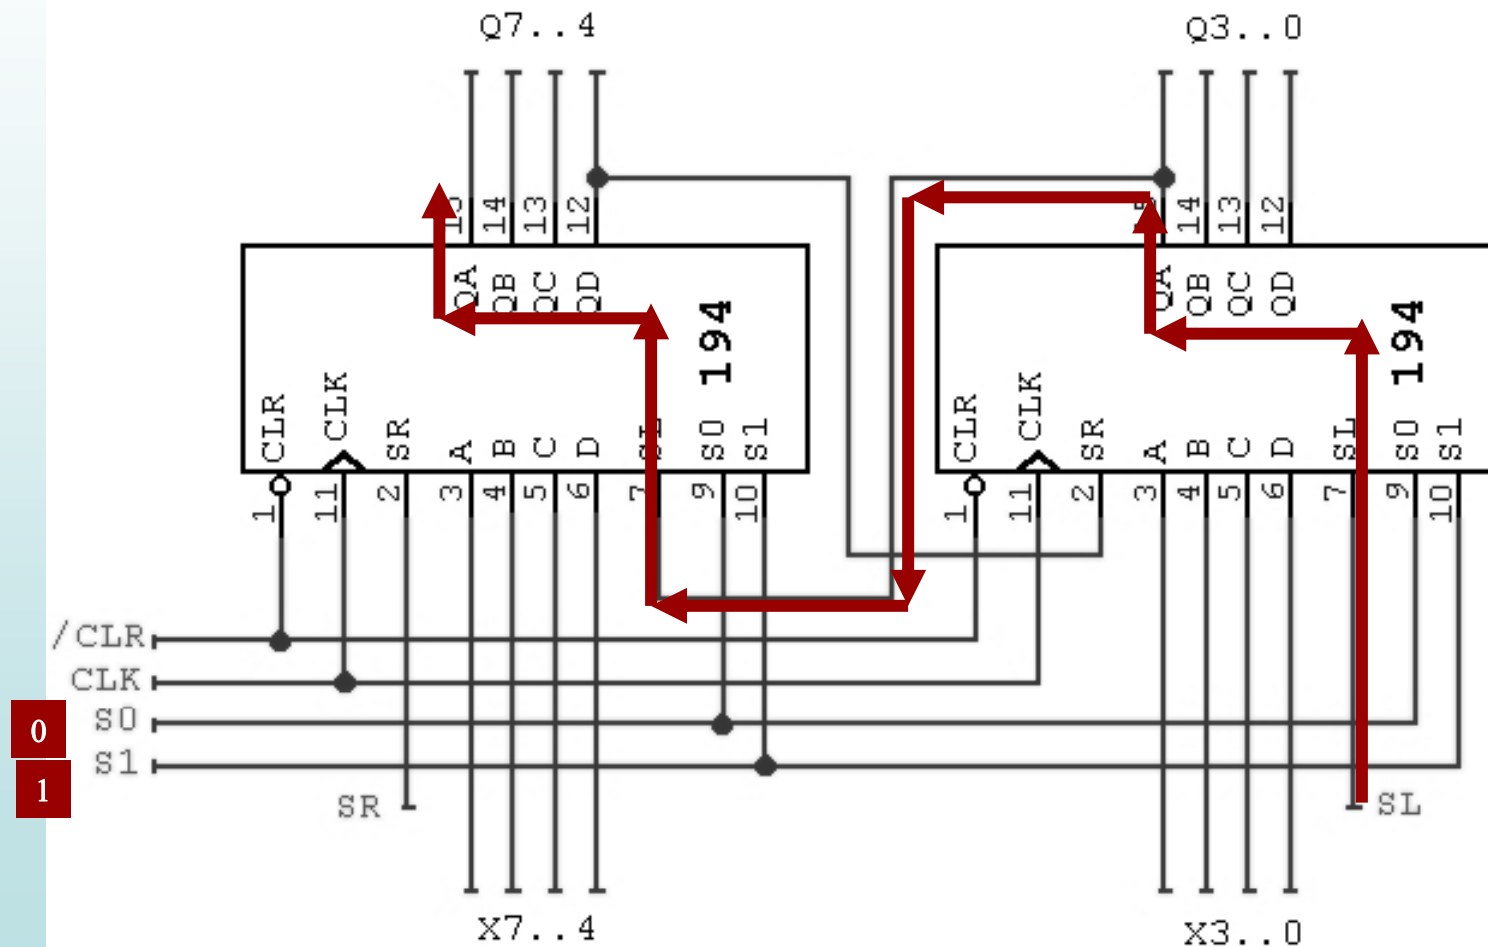 Q7..4 Q3..0
15 14 13 12 15 14 13 12
QA QB QC QD 194 QA QB QC QD 194
CLR CLK SR A B C D SL S0 S1 CLR CLK SR A B C D SL S0 S1
1 11 2 3 4 5 6 7 9 10 1 11 2 3 4 5 6 7 9 10
/CLR
CLK
0 S0
S1
1
SR SL
X7..4 X3..0